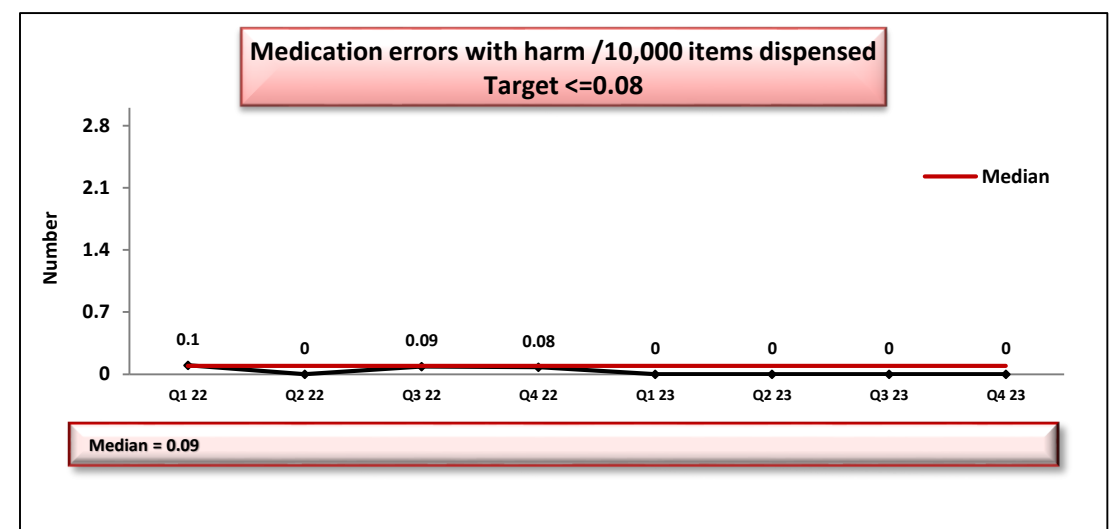 Medication errors with harm /10,000 items dispensed
Target <=0.08
2.8
2.1
1.4
0.7
0
Number
Median
0.1
0
0.09
0.08
0
0
0
0
Q1 22
Q2 22
Q3 22
Q4 22
Q1 23
Q2 23
Q3 23
Q4 23
Median = 0.09